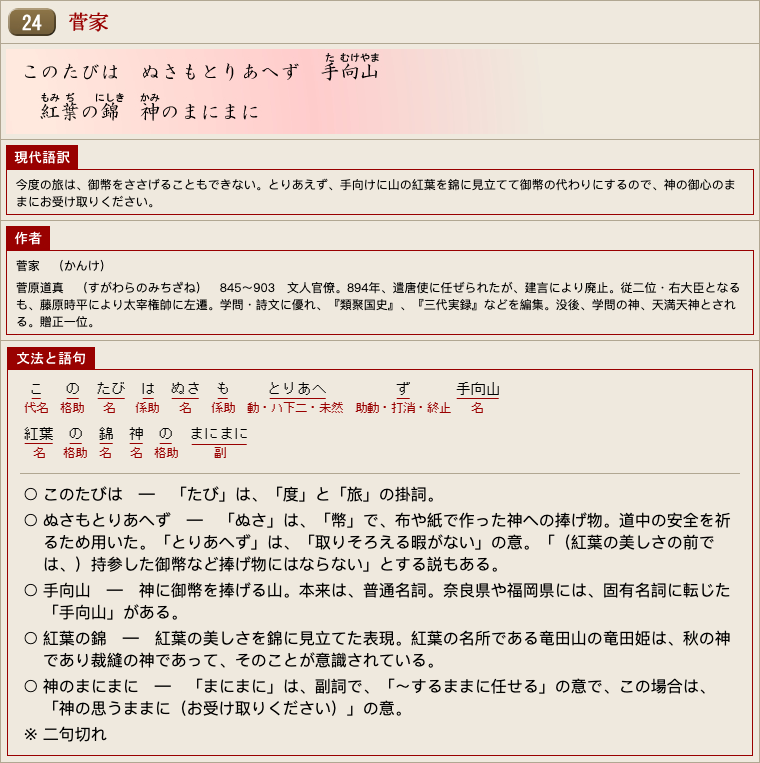 24 菅家
このたびは　ぬさもとりあへず　手向山
た むけやま
紅葉の錦　神のまにまに
もみ ぢ にしき かみ
現代語訳
今度の旅は、御幣をささげることもできない。とりあえず、手向けに山の紅葉を錦に見立てて御幣の代わりにするので、神の御心のま
まにお受け取りください。
作者
菅家　（かんけ）
菅原道真　（すがわらのみちざね）　845～903　文人官僚。894年、遣唐使に任ぜられたが、建言により廃止。従二位・右大臣となる
も、藤原時平により太宰権帥に左遷。学問・詩文に優れ、『類聚国史』、『三代実録』などを編集。没後、学問の神、天満天神とされ
る。贈正一位。
文法と語句
こ の たび は ぬさ も とりあへ ず 手向山
代名 格助 名 係助 名 係助 動・ハ下二・未然 助動・打消・終止 名
紅葉 の 錦 神 の まにまに
名 格助 名 名 格助 副
○ このたびは　―　「たび」は、「度」と「旅」の掛詞。
○ ぬさもとりあへず　―　「ぬさ」は、「幣」で、布や紙で作った神への捧げ物。道中の安全を祈
るため用いた。「とりあへず」は、「取りそろえる暇がない」の意。「（紅葉の美しさの前で
は、）持参した御幣など捧げ物にはならない」とする説もある。
○ 手向山　―　神に御幣を捧げる山。本来は、普通名詞。奈良県や福岡県には、固有名詞に転じた
「手向山」がある。
○ 紅葉の錦　―　紅葉の美しさを錦に見立てた表現。紅葉の名所である竜田山の竜田姫は、秋の神
であり裁縫の神であって、そのことが意識されている。
○ 神のまにまに　―　「まにまに」は、副詞で、「～するままに任せる」の意で、この場合は、
「神の思うままに（お受け取りください）」の意。
※ 二句切れ